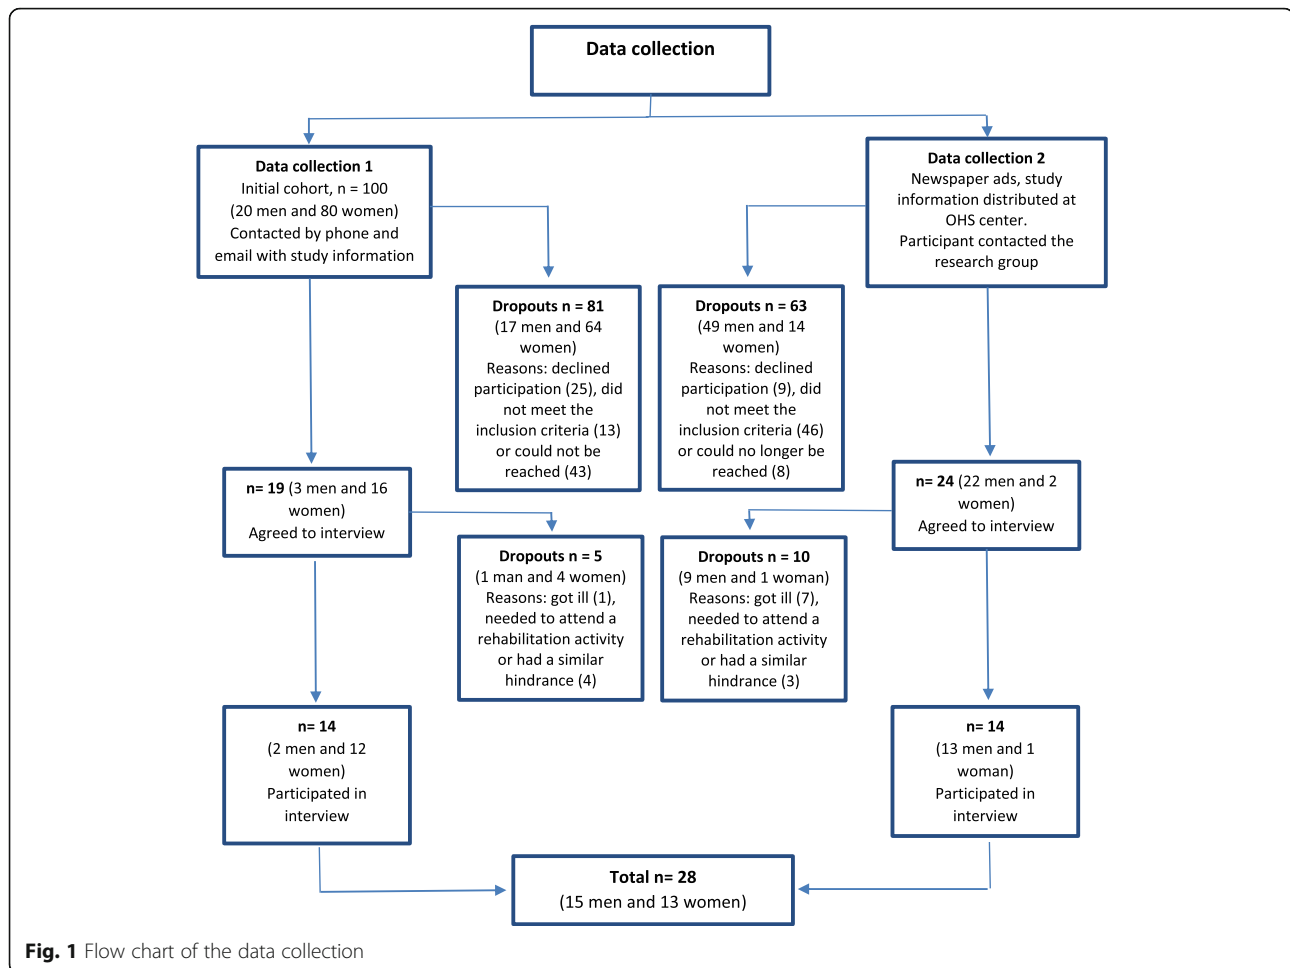 Data collection
Data collection 1
Initial cohort, n = 100
(20 men and 80 women)
Contacted by phone and
email with study information
Data collection 2
Newspaper ads, study
information distributed at
OHS center.
Participant contacted the
research group
Dropouts n = 81
(17 men and 64
women)
Reasons: declined
participation (25), did
not meet the
inclusion criteria (13)
or could not be
reached (43)
Dropouts n = 63
(49 men and 14
women)
Reasons: declined
participation (9), did
not meet the
inclusion criteria (46)
or could no longer be
reached (8)
n= 19 (3 men and 16
women)
Agreed to interview
n= 24 (22 men and 2
women)
Agreed to interview
Dropouts n = 5
(1 man and 4 women)
Reasons: got ill (1),
needed to attend a
rehabilitation activity
or had a similar
hindrance (4)
Dropouts n = 10
(9 men and 1 woman)
Reasons: got ill (7),
needed to attend a
rehabilitation activity
or had a similar
hindrance (3)
n= 14
(2 men and 12
women)
Participated in
interview
n= 14
(13 men and 1
woman)
Participated in
interview
Total n= 28
(15 men and 13 women)
Fig. 1 Flow chart of the data collection